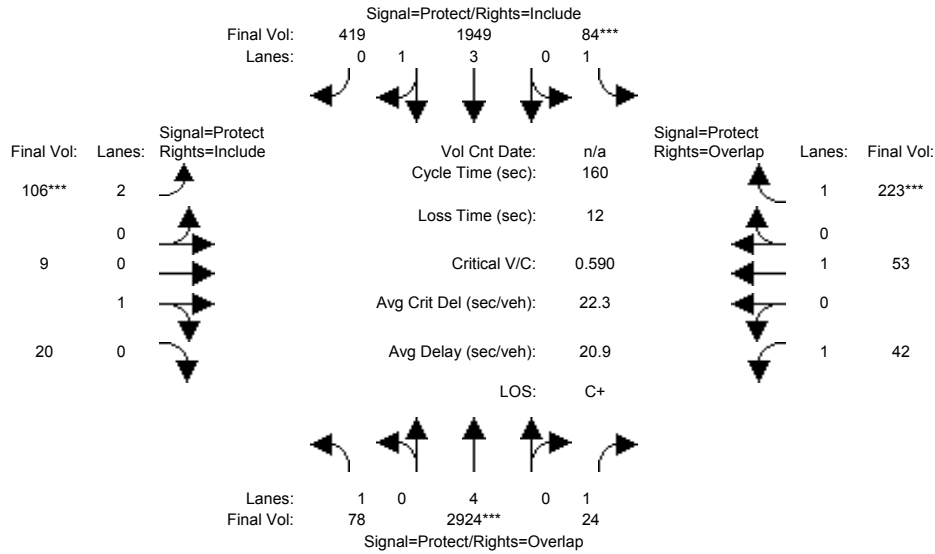 Signal=Protect/Rights=Include
Final Vol: 419 1949 84***
Lanes: 0 1 3 0 1
Signal=Protect Signal=Protect
Final Vol: Lanes: Rights=Include Vol Cnt Date: n/a Rights=Overlap Lanes: Final Vol:
Cycle Time (sec): 160
106*** 2 1 223***
Loss Time (sec): 12
0 0
9 0 Critical V/C: 0.590 1 53
1 Avg Crit Del (sec/veh): 22.3 0
20 0 Avg Delay (sec/veh): 20.9 1 42
LOS: C+
Lanes: 1 0 4 0 1
Final Vol: 78 2924*** 24
Signal=Protect/Rights=Overlap